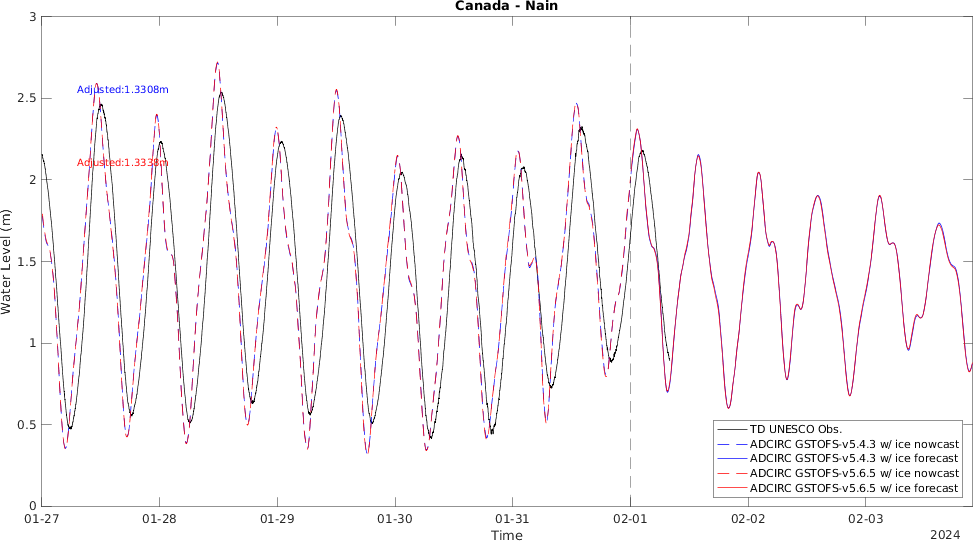 Canada - Nain
3
2.5
2
1.5
1
0.5
0
Water Level (m)
Adjusted:1.3308m
Adjusted:1.3338m
TD UNESCO Obs.
ADCIRC GSTOFS-v5.4.3 w/ ice nowcast
ADCIRC GSTOFS-v5.4.3 w/ ice forecast
ADCIRC GSTOFS-v5.6.5 w/ ice nowcast
ADCIRC GSTOFS-v5.6.5 w/ ice forecast
01-27 01-28 01-29 01-30 01-31 02-01 02-02 02-03
Time
2024